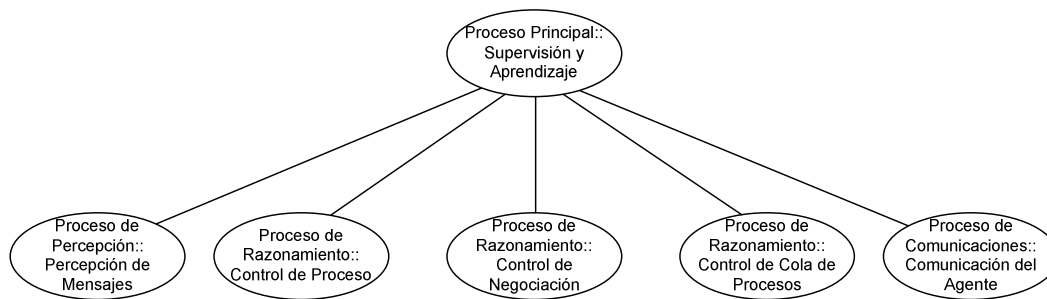 Proceso Principal::
Supervisión y
Aprendizaje
Proceso de
Percepción::
Percepción de
Mensajes
Proceso de
Razonamiento::
Control de Proceso
Proceso de
Razonamiento::
Control de
Negociación
Proceso de
Razonamiento::
Control de Cola de
Procesos
Proceso de
Comunicaciones::
Comunicación del
Agente